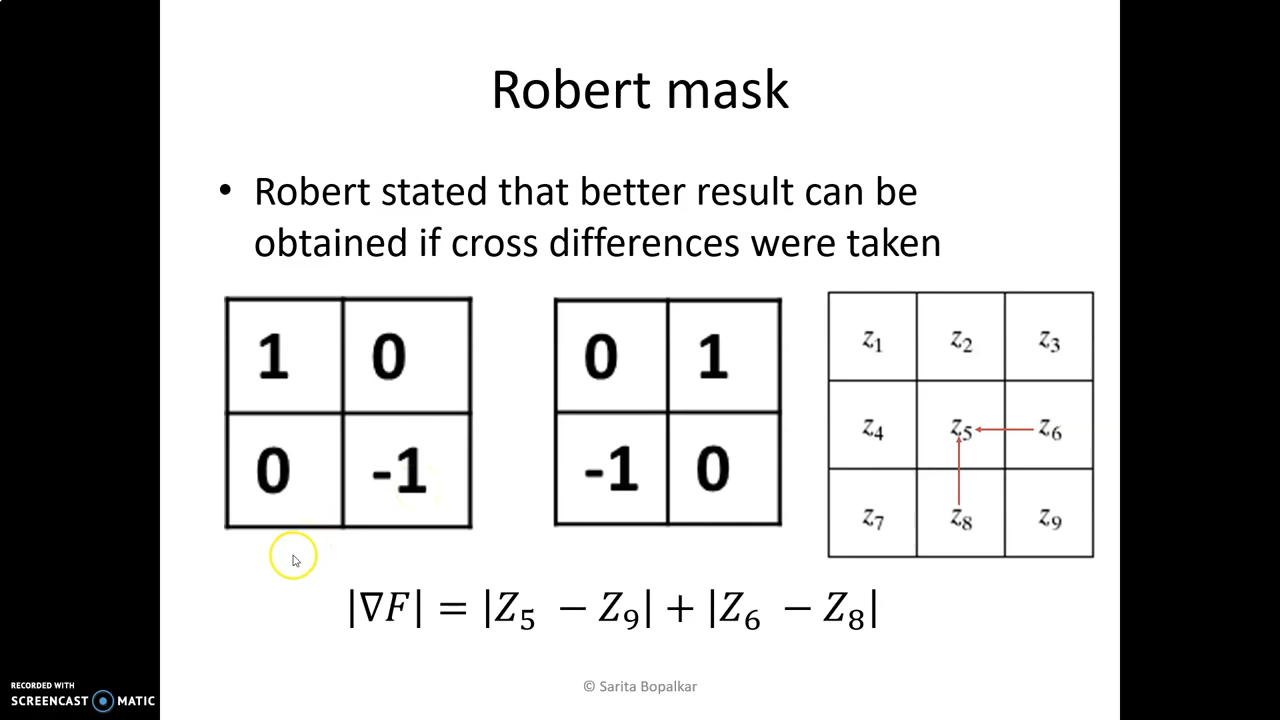 Robert mask
• Robert stated that better result can be
obtained if cross differences were taken
1 0
0 -1
0 1
-1 0
z₁ z₂ z₃
z₄ z₅ z₆
z₇ z₈ z₉
|∇F| = |Z₅ − Z₉| + |Z₆ − Z₈|
© Sarita Bopalkar
RECORDED WITH
SCREENCAST MATIC